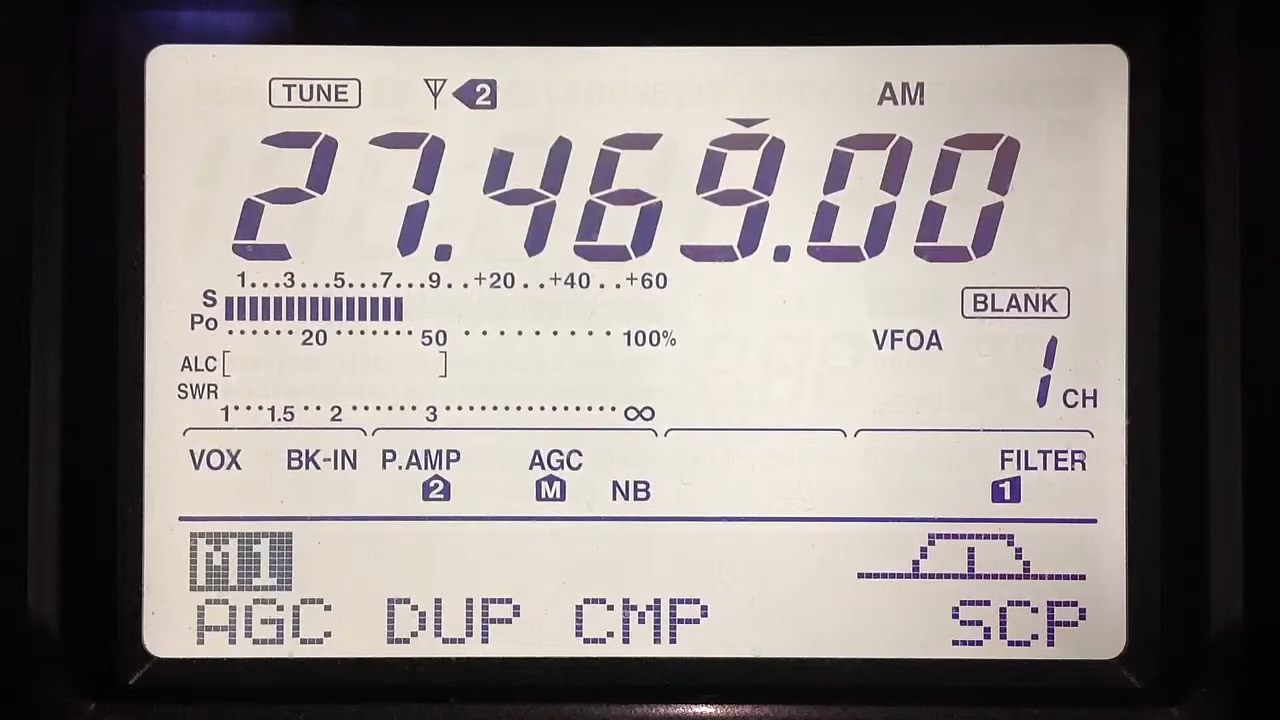 TUNE 2 AM
27.469.00
1...3...5...7...9..+20..+40..+60
S
Po
20 50 100%
BLANK
VFOA 1 CH
ALC
SWR
1 1.5 2 3 ∞
VOX BK-IN P.AMP AGC FILTER
2 M NB 1
M1
AGC DUP CMP SCP